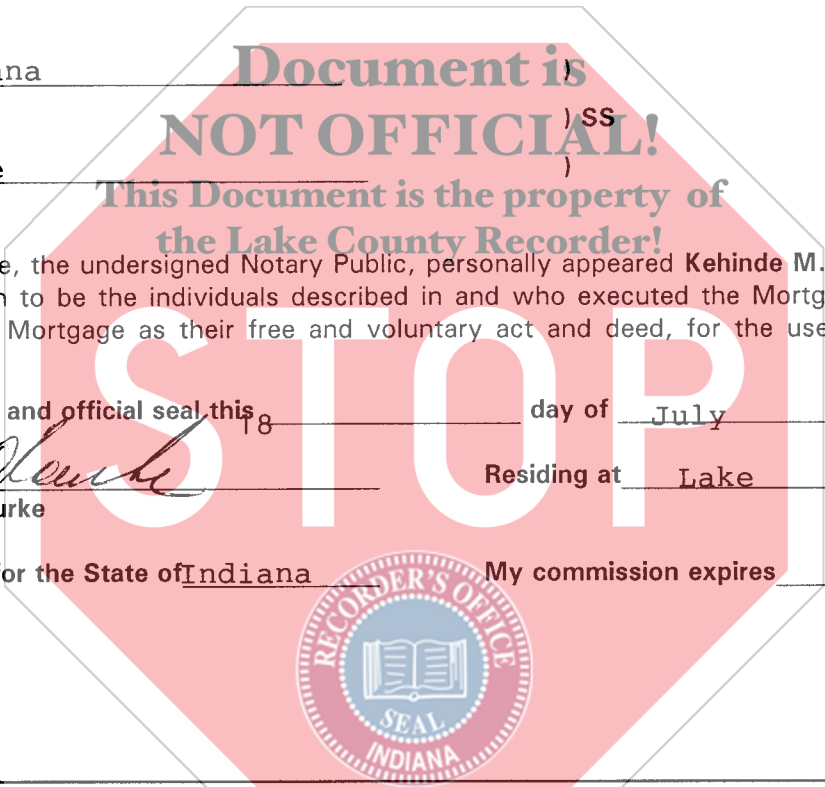 Document is
ana )
NOT OFFICIAL!
) SS
e )
This Document is the property of
the Lake County Recorder!
e, the undersigned Notary Public, personally appeared Kehinde M.
n to be the individuals described in and who executed the Mortg
Mortgage as their free and voluntary act and deed, for the use
STOP
and official seal this 18 day of July
Residing at Lake
urke
or the State of Indiana My commission expires
RECORDER'S OFFICE
SEAL
INDIANA